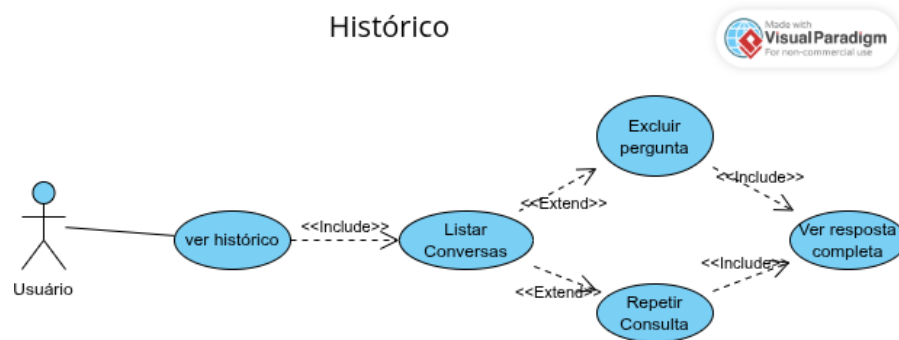 Histórico
Made with
Visual Paradigm
For non-commercial use
Excluir
pergunta
<<Include>>
<<Extend>>
Usuário
ver histórico
<<Include>>
Listar
Conversas
Ver resposta
completa
<<Include>>
<<Extend>>
Repetir
Consulta